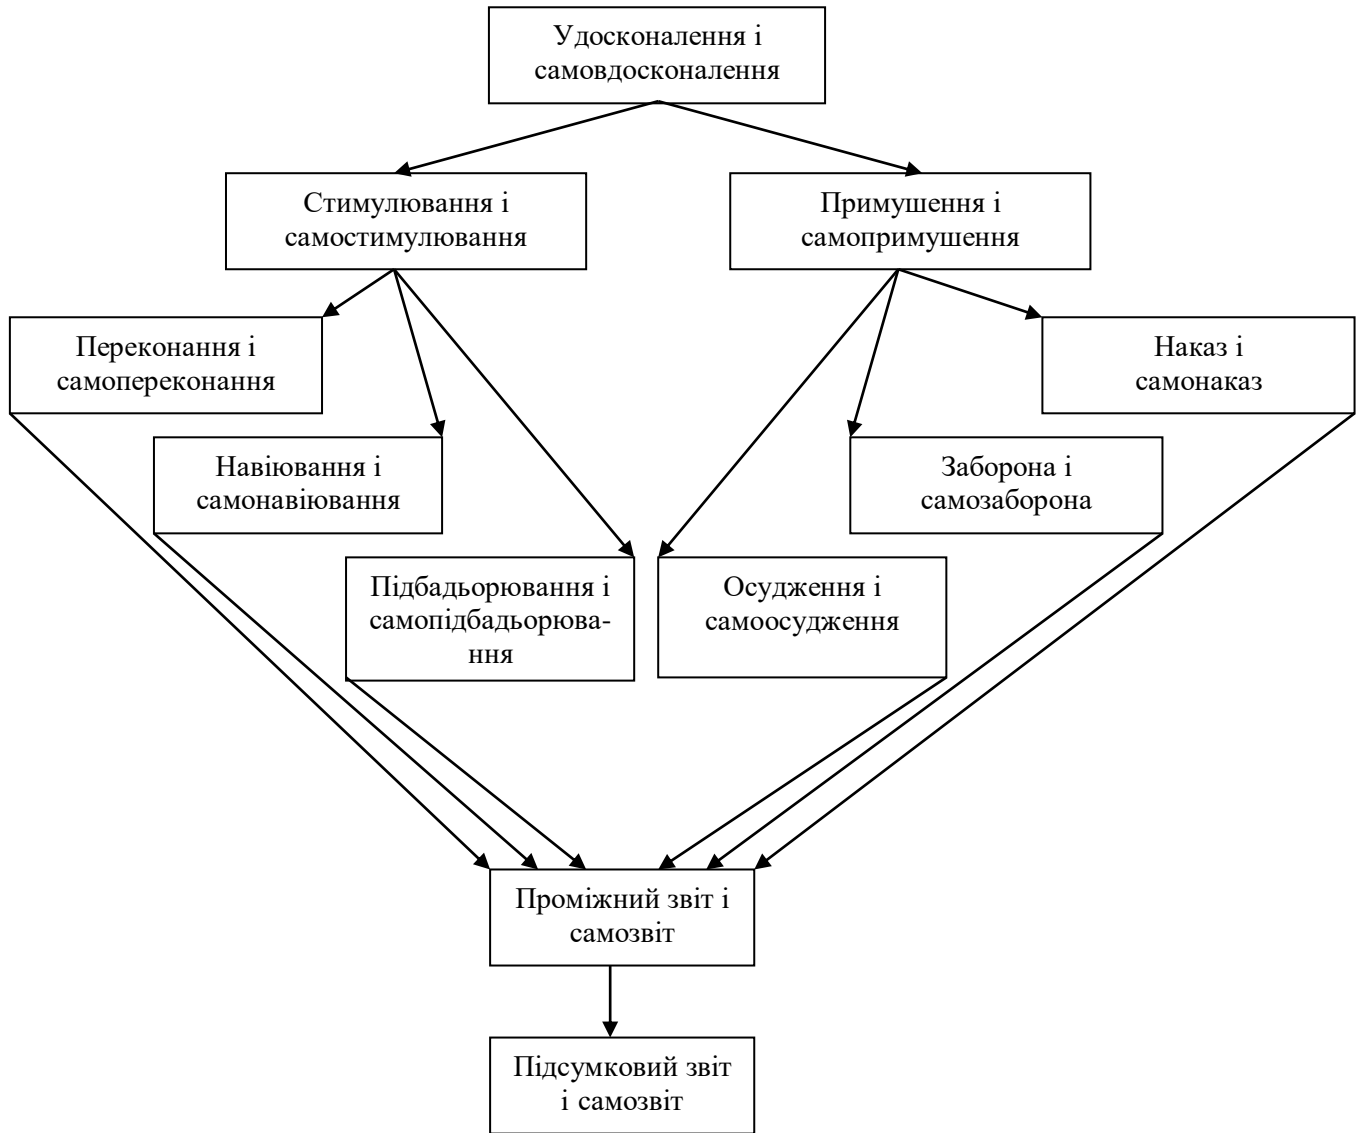 Удосконалення і
самовдосконалення
Стимулювання і
самостимулювання
Примушення і
самопримушення
Переконання і
самопереконання
Наказ і
самонаказ
Навіювання і
самонавіювання
Заборона і
самозаборона
Підбадьорювання і
самопідбадьорюва-
ння
Осудження і
самоосудження
Проміжний звіт і
самозвіт
Підсумковий звіт
і самозвіт